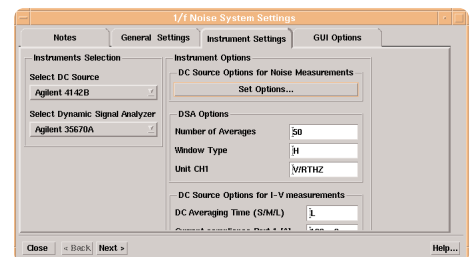 1/f Noise System Settings
Notes
General Settings
Instrument Settings
GUI Options
Instruments Selection
Select DC Source
Agilent 4142B
Select Dynamic Signal Analyzer
Agilent 35670A
Instrument Options
DC Source Options for Noise Measurements
Set Options...
DSA Options
Number of Averages
50
Window Type
H
Unit CH1
V/RTHZ
DC Source Options for I-V measurements
DC Averaging Time (S/M/L)
L
Close
< Back
Next >
Help...